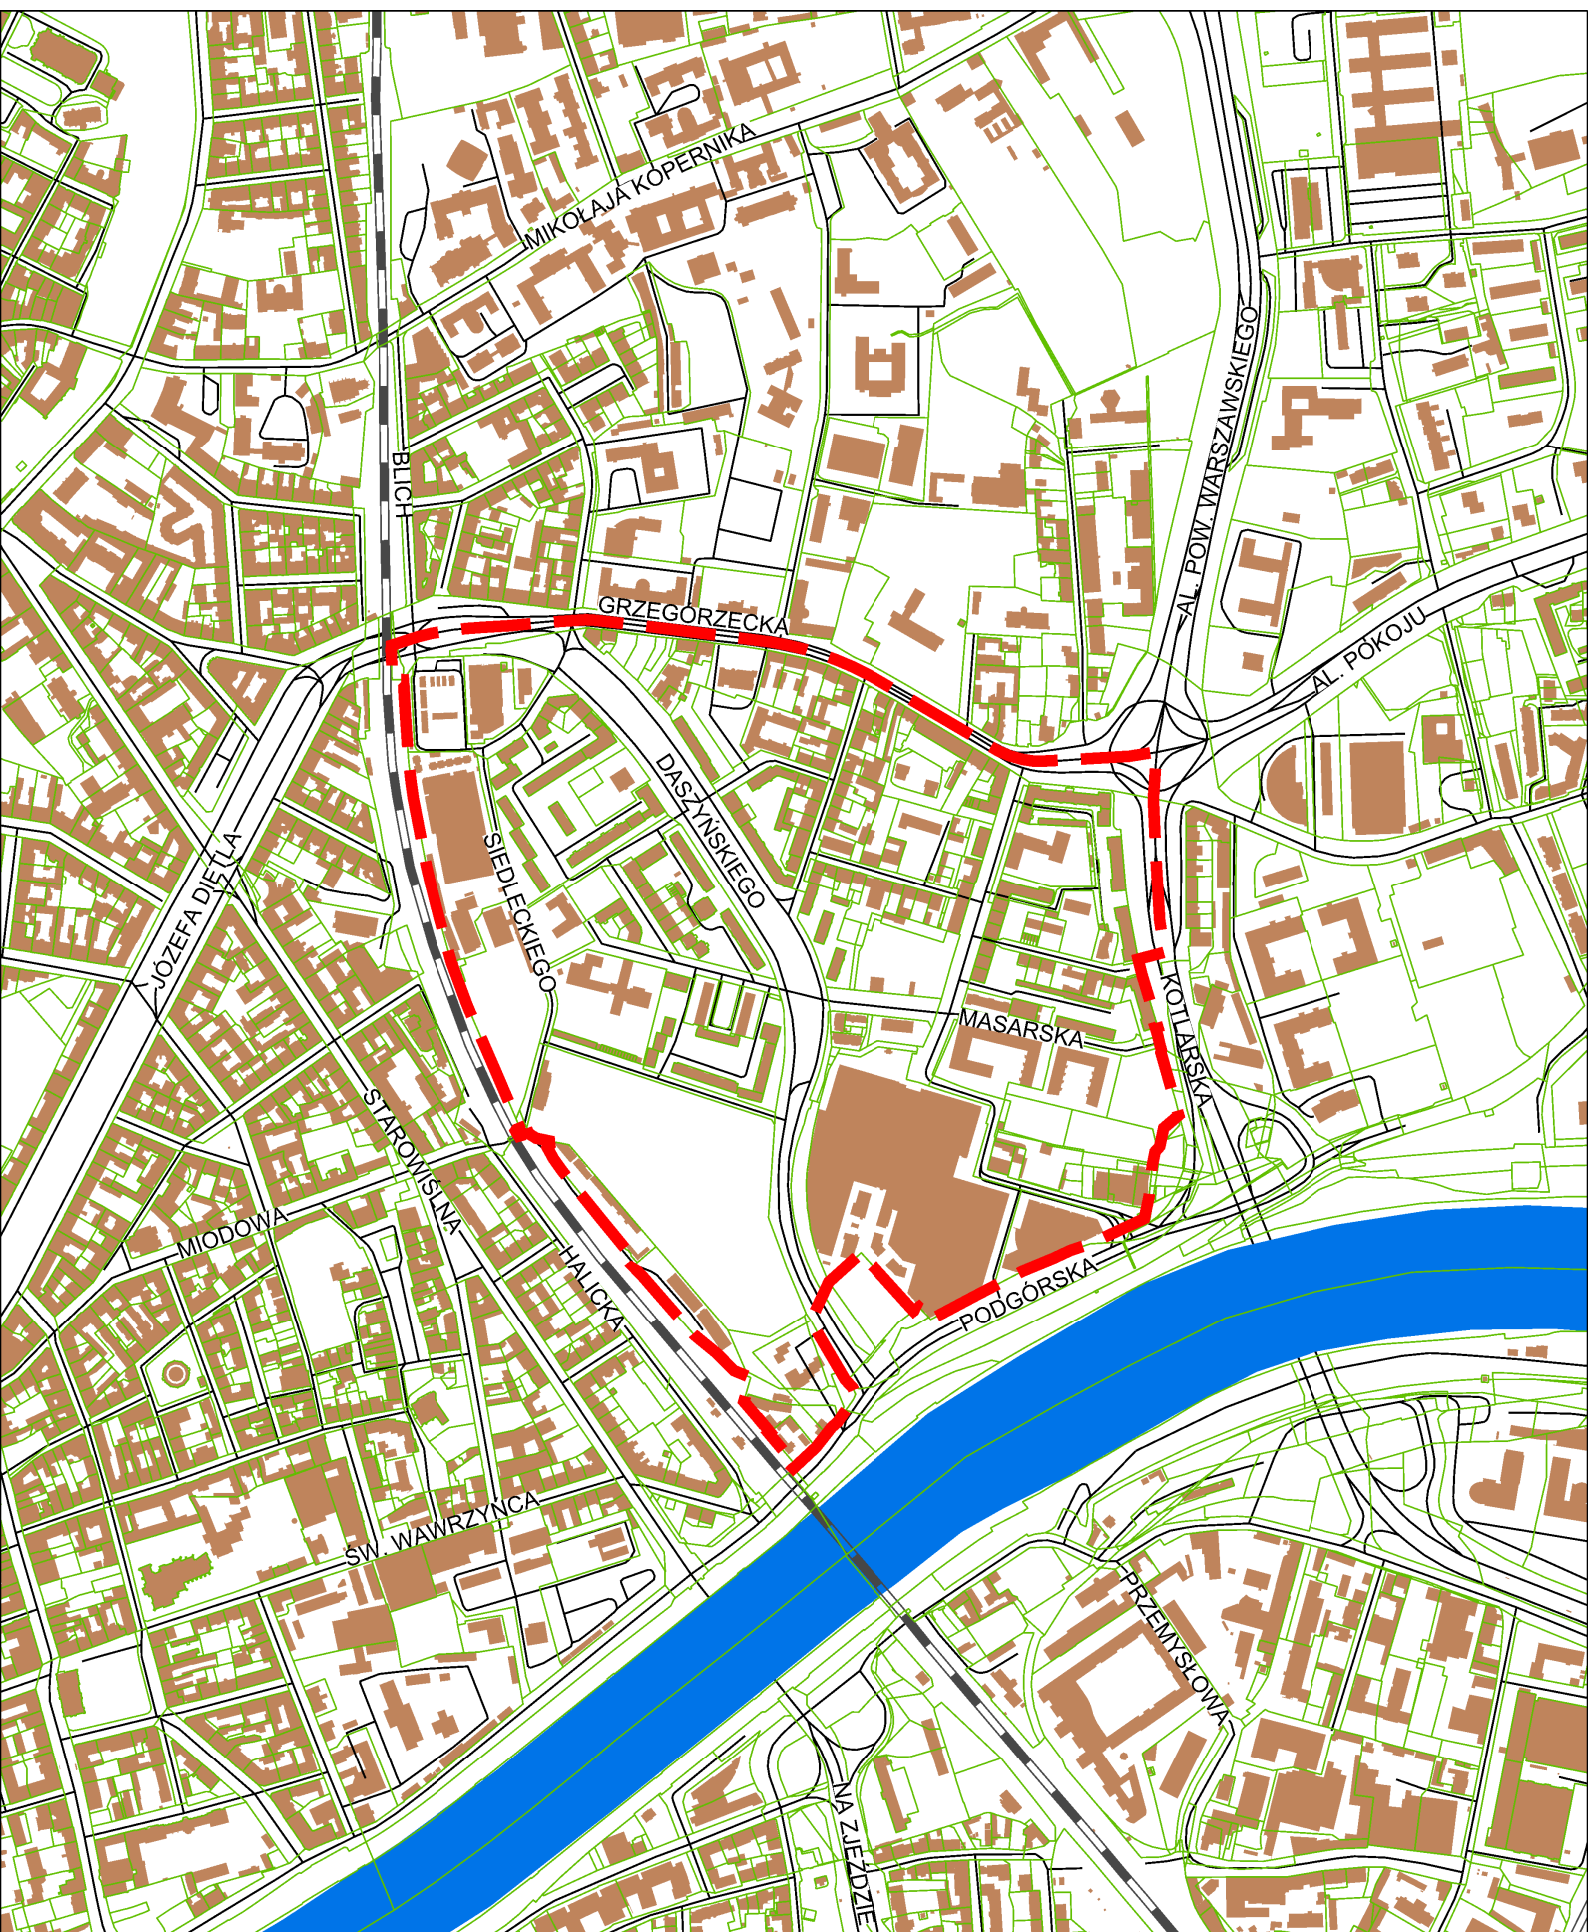 MIKOŁAJA KOPERNIKA
AL. POW. WARSZAWSKIEGO
BLICH
GRZEGÓRZECKA
AL. POKOJU
DASZYŃSKIEGO
SIEDLECKIEGO
JÓZEFA DIETLA
KOTLARSKA
MASARSKA
STAROWIŚLNA
MIODOWA
HALICKA
PODGÓRSKA
ŚW. WAWRZYŃCA
PRZEMYSŁOWA
NA ZJEŹDZIE